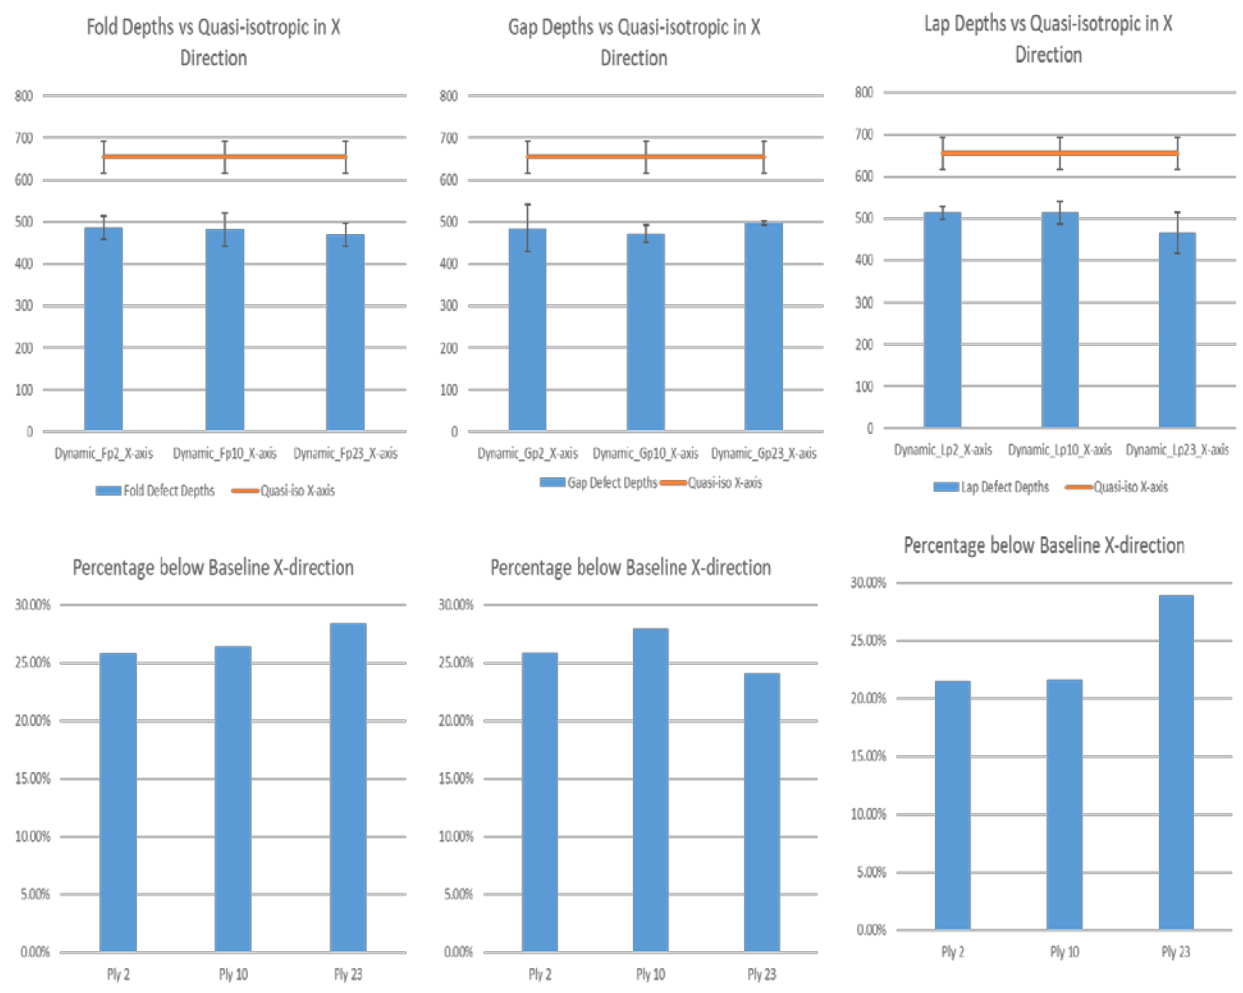 Fold Depths vs Quasi-isotropic in X
Direction
800
700
600
500
400
300
200
100
0
Dynamic_Fp2_X-axis Dynamic_Fp10_X-axis Dynamic_Fp23_X-axis
Fold Defect Depths Quasi-iso X-axis
Gap Depths vs Quasi-isotropic in X
Direction
800
700
600
500
400
300
200
100
0
Dynamic_Gp2_X-axis Dynamic_Gp10_X-axis Dynamic_Gp23_X-axis
Gap Defect Depths Quasi-iso X-axis
Lap Depths vs Quasi-isotropic in X
Direction
800
700
600
500
400
300
200
100
0
Dynamic_Lp2_X-axis Dynamic_Lp10_X-axis Dynamic_Lp23_X-axis
Lap Defect Depths Quasi-iso X-axis
Percentage below Baseline X-direction
30.00%
25.00%
20.00%
15.00%
10.00%
5.00%
0.00%
Ply 2 Ply 10 Ply 23
Percentage below Baseline X-direction
30.00%
25.00%
20.00%
15.00%
10.00%
5.00%
0.00%
Ply 2 Ply 10 Ply 23
Percentage below Baseline X-direction
30.00%
25.00%
20.00%
15.00%
10.00%
5.00%
0.00%
Ply 2 Ply 10 Ply 23